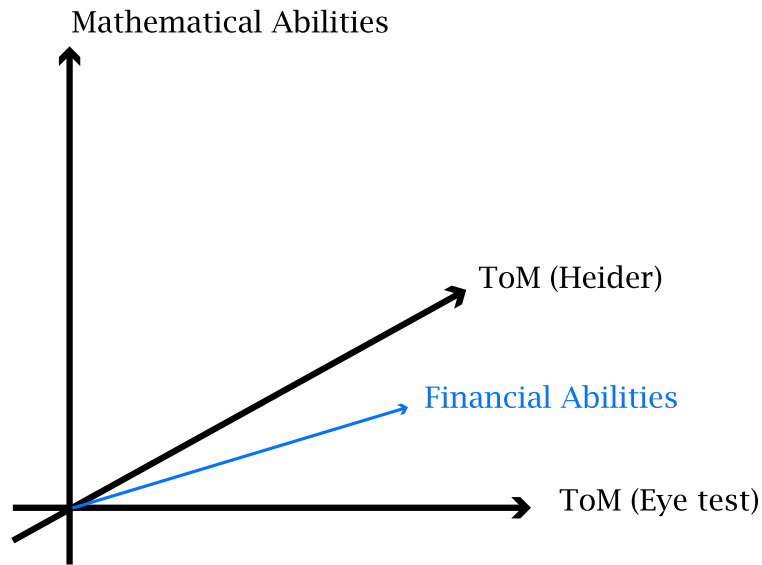 Mathematical Abilities
ToM (Heider)
Financial Abilities
ToM (Eye test)